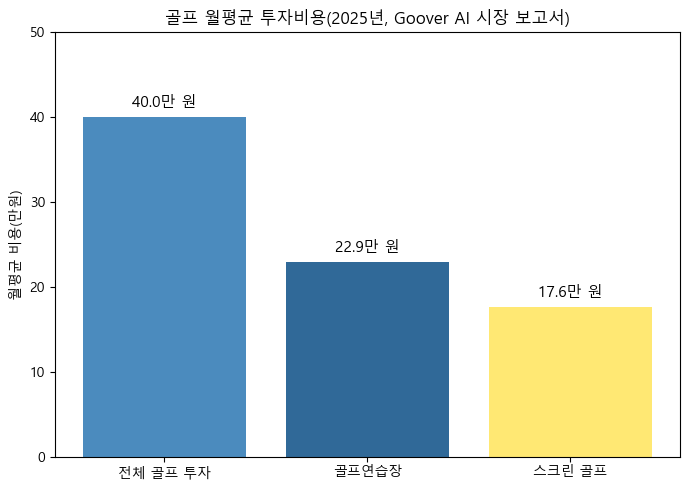 골프 월평균 투자비용(2025년, Goover AI 시장 보고서)
월평균 비용(만원)
50
40
30
20
10
0
40.0만 원
22.9만 원
17.6만 원
전체 골프 투자
골프연습장
스크린 골프